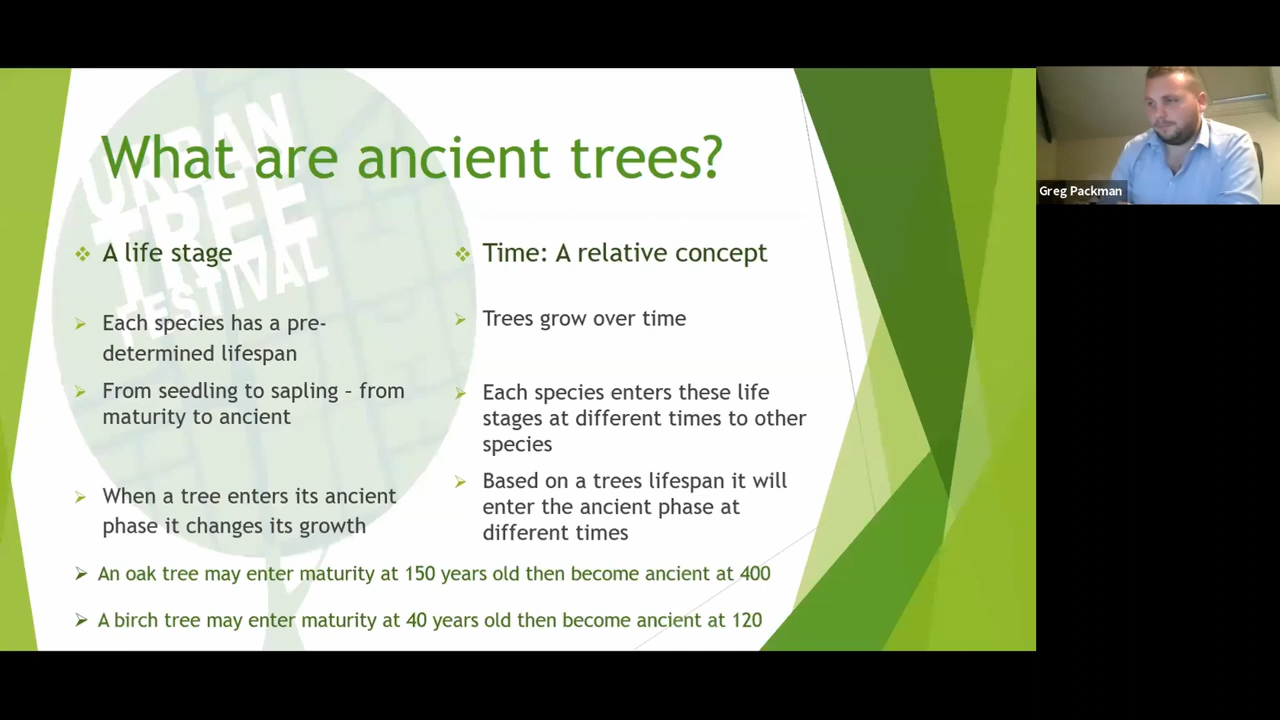 What are ancient trees?
URBAN
TREE
FESTIVAL
A life stage
Each species has a pre-
determined lifespan
From seedling to sapling – from
maturity to ancient
When a tree enters its ancient
phase it changes its growth
Time: A relative concept
Trees grow over time
Each species enters these life
stages at different times to other
species
Based on a trees lifespan it will
enter the ancient phase at
different times
An oak tree may enter maturity at 150 years old then become ancient at 400
A birch tree may enter maturity at 40 years old then become ancient at 120
Greg Packman